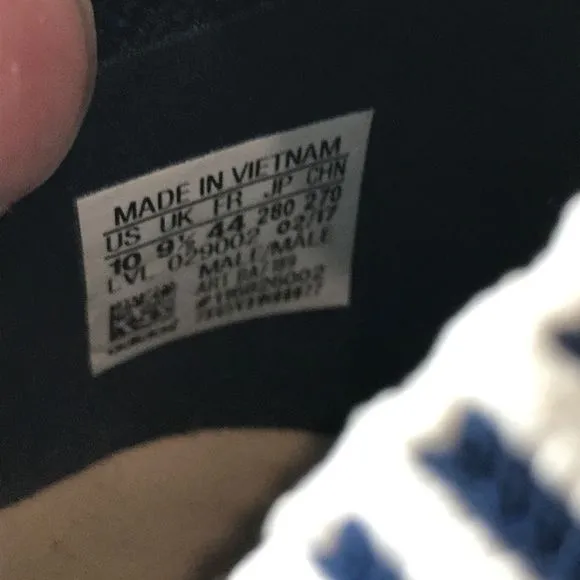 MADE IN VIETNAM
US UK FR JP CHN
10 9½ 44 280 270
LVL 029002 02/17
MALE/MALE
ART